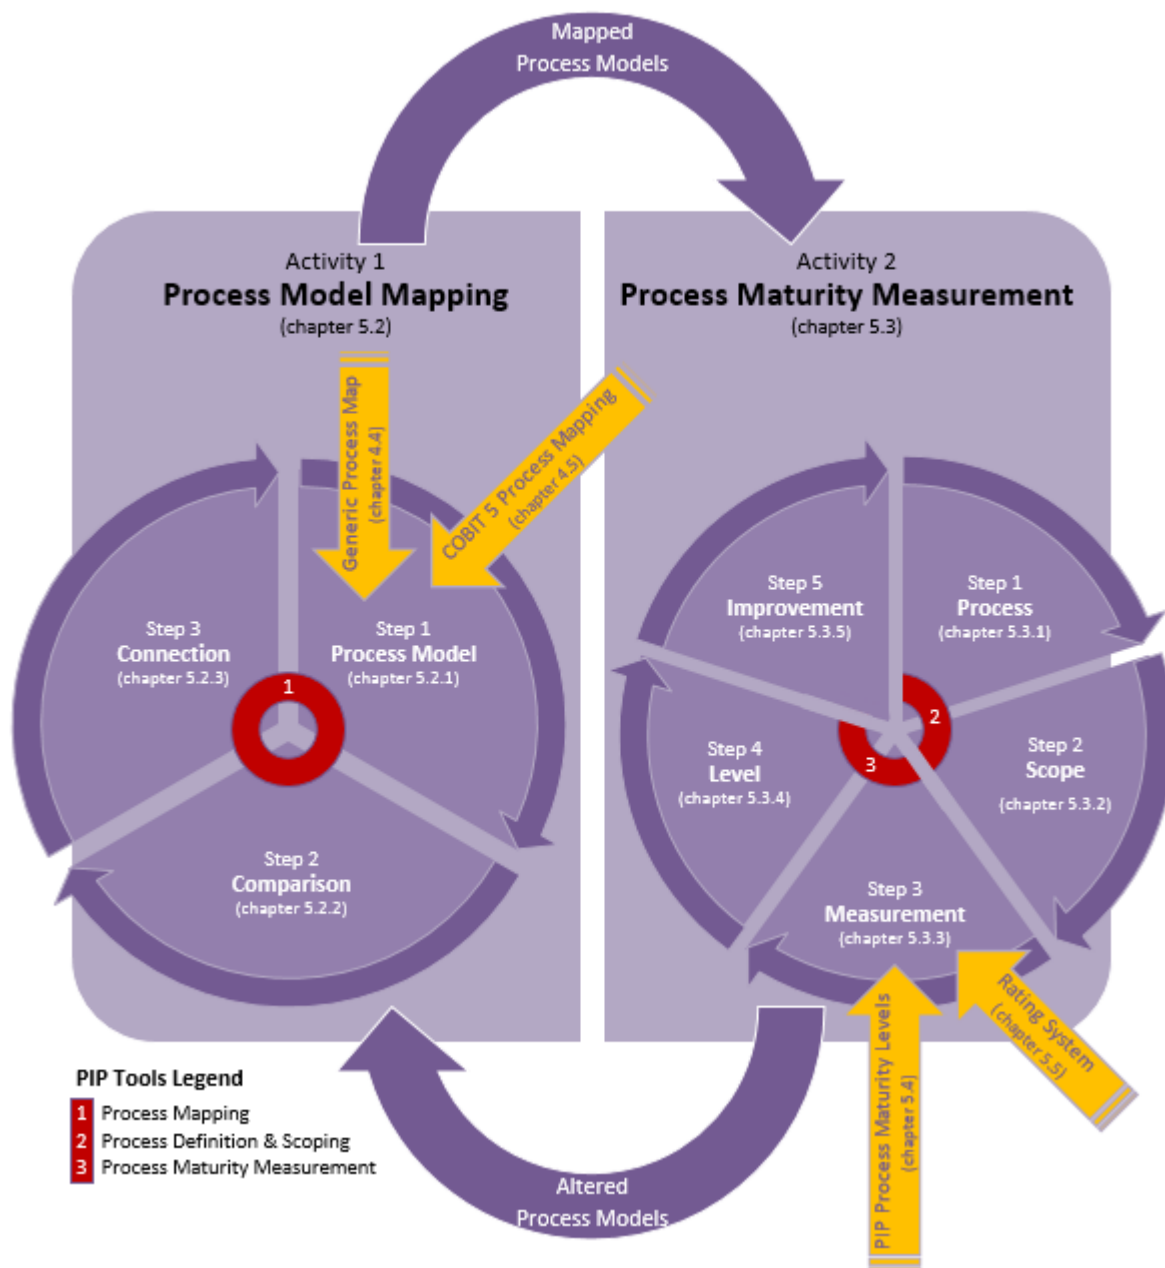 Mapped
Process Models
Activity 1
Process Model Mapping
(chapter 5.2)
Activity 2
Process Maturity Measurement
(chapter 5.3)
Generic Process Map
(chapter 4.4)
COBIT 5 Process Mapping
(chapter 4.5)
Step 3
Connection
(chapter 5.2.3)
Step 1
Process Model
(chapter 5.2.1)
1
Step 2
Comparison
(chapter 5.2.2)
Step 5
Improvement
(chapter 5.3.5)
Step 1
Process
(chapter 5.3.1)
2
3
Step 4
Level
(chapter 5.3.4)
Step 2
Scope
(chapter 5.3.2)
Step 3
Measurement
(chapter 5.3.3)
PIP Process Maturity Levels
(chapter 5.4)
Rating System
(chapter 5.5)
PIP Tools Legend
1 Process Mapping
2 Process Definition & Scoping
3 Process Maturity Measurement
Altered
Process Models